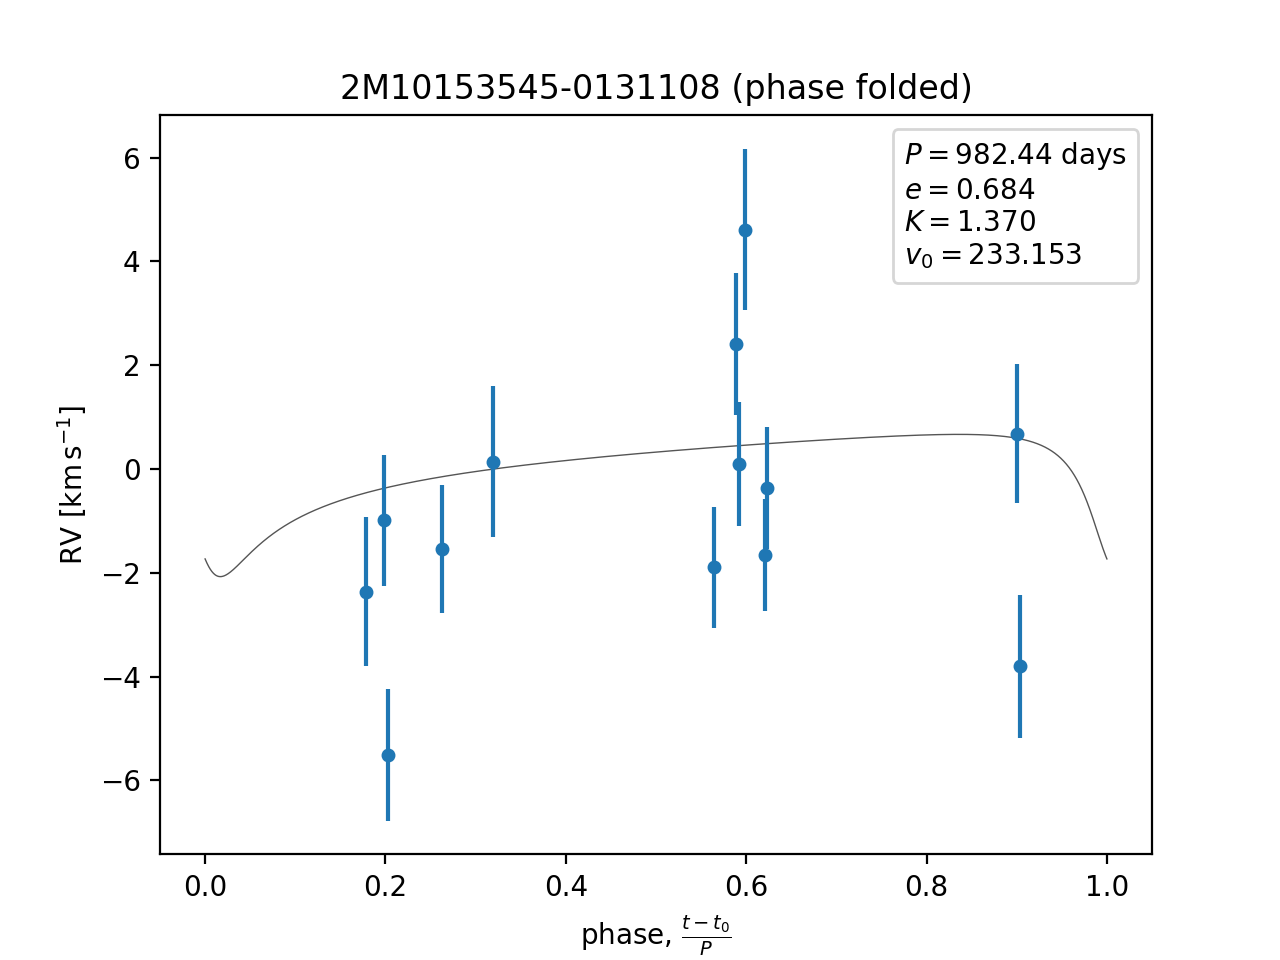 2M10153545-0131108 (phase folded)
P = 982.44 days
e = 0.684
K = 1.370
v₀ = 233.153
RV [km s⁻¹]
6
4
2
0
−2
−4
−6
0.0 0.2 0.4 0.6 0.8 1.0
phase, (t − t₀)/P